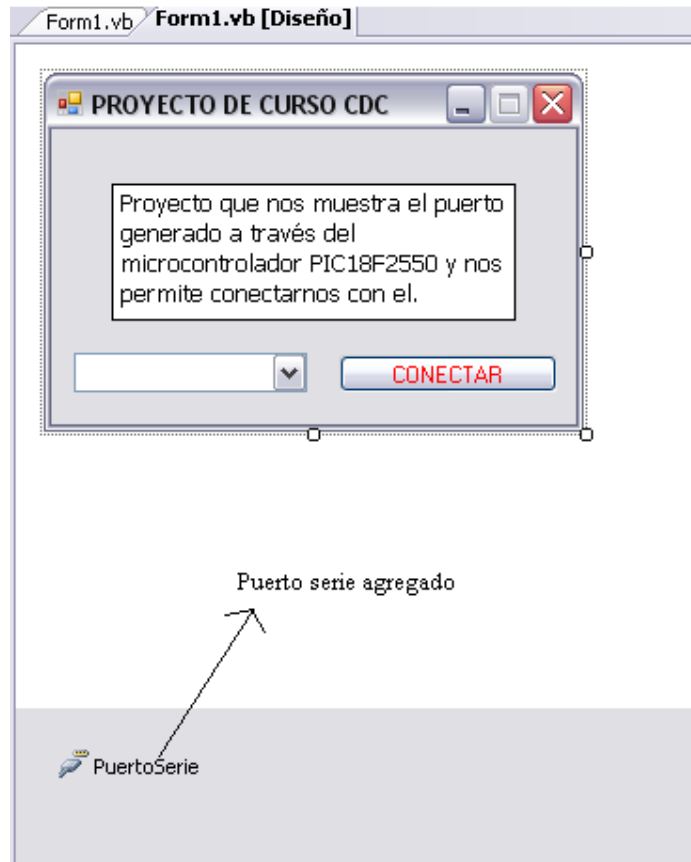 Form1.vb Form1.vb [Diseño]
PROYECTO DE CURSO CDC
Proyecto que nos muestra el puerto
generado a través del
microcontrolador PIC18F2550 y nos
permite conectarnos con el.
CONECTAR
Puerto serie agregado
PuertoSerie